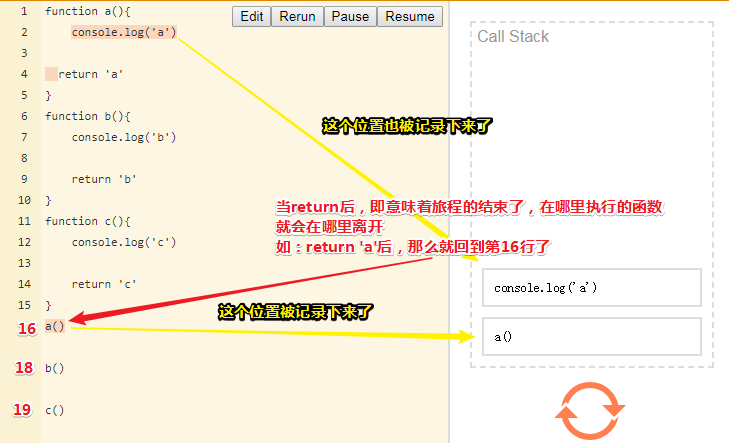 1 function a(){
2 console.log('a')
3
4 return 'a'
5 }
6 function b(){
7 console.log('b')
8
9 return 'b'
10 }
11 function c(){
12 console.log('c')
13
14 return 'c'
15 }
16 a()
18 b()
19 c()
Edit Rerun Pause Resume
这个位置也被记录下来了
当return后，即意味着旅程的结束了，在哪里执行的函数
就会在哪里离开
如：return 'a'后，那么就回到第16行了
这个位置被记录下来了
Call Stack
console.log('a')
a()